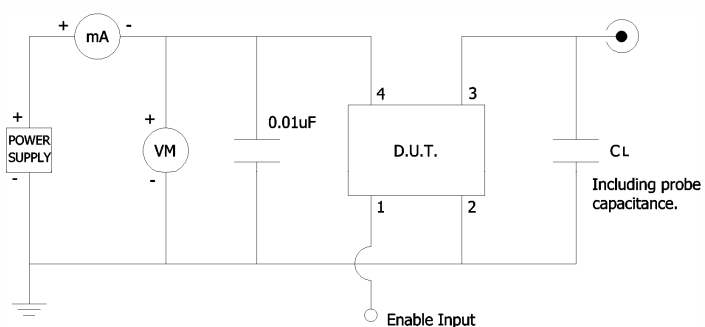 + mA -
+
POWER
SUPPLY
-
+
VM
-
0.01uF
4
3
D.U.T.
1
2
CL
Including probe
capacitance.
Enable Input